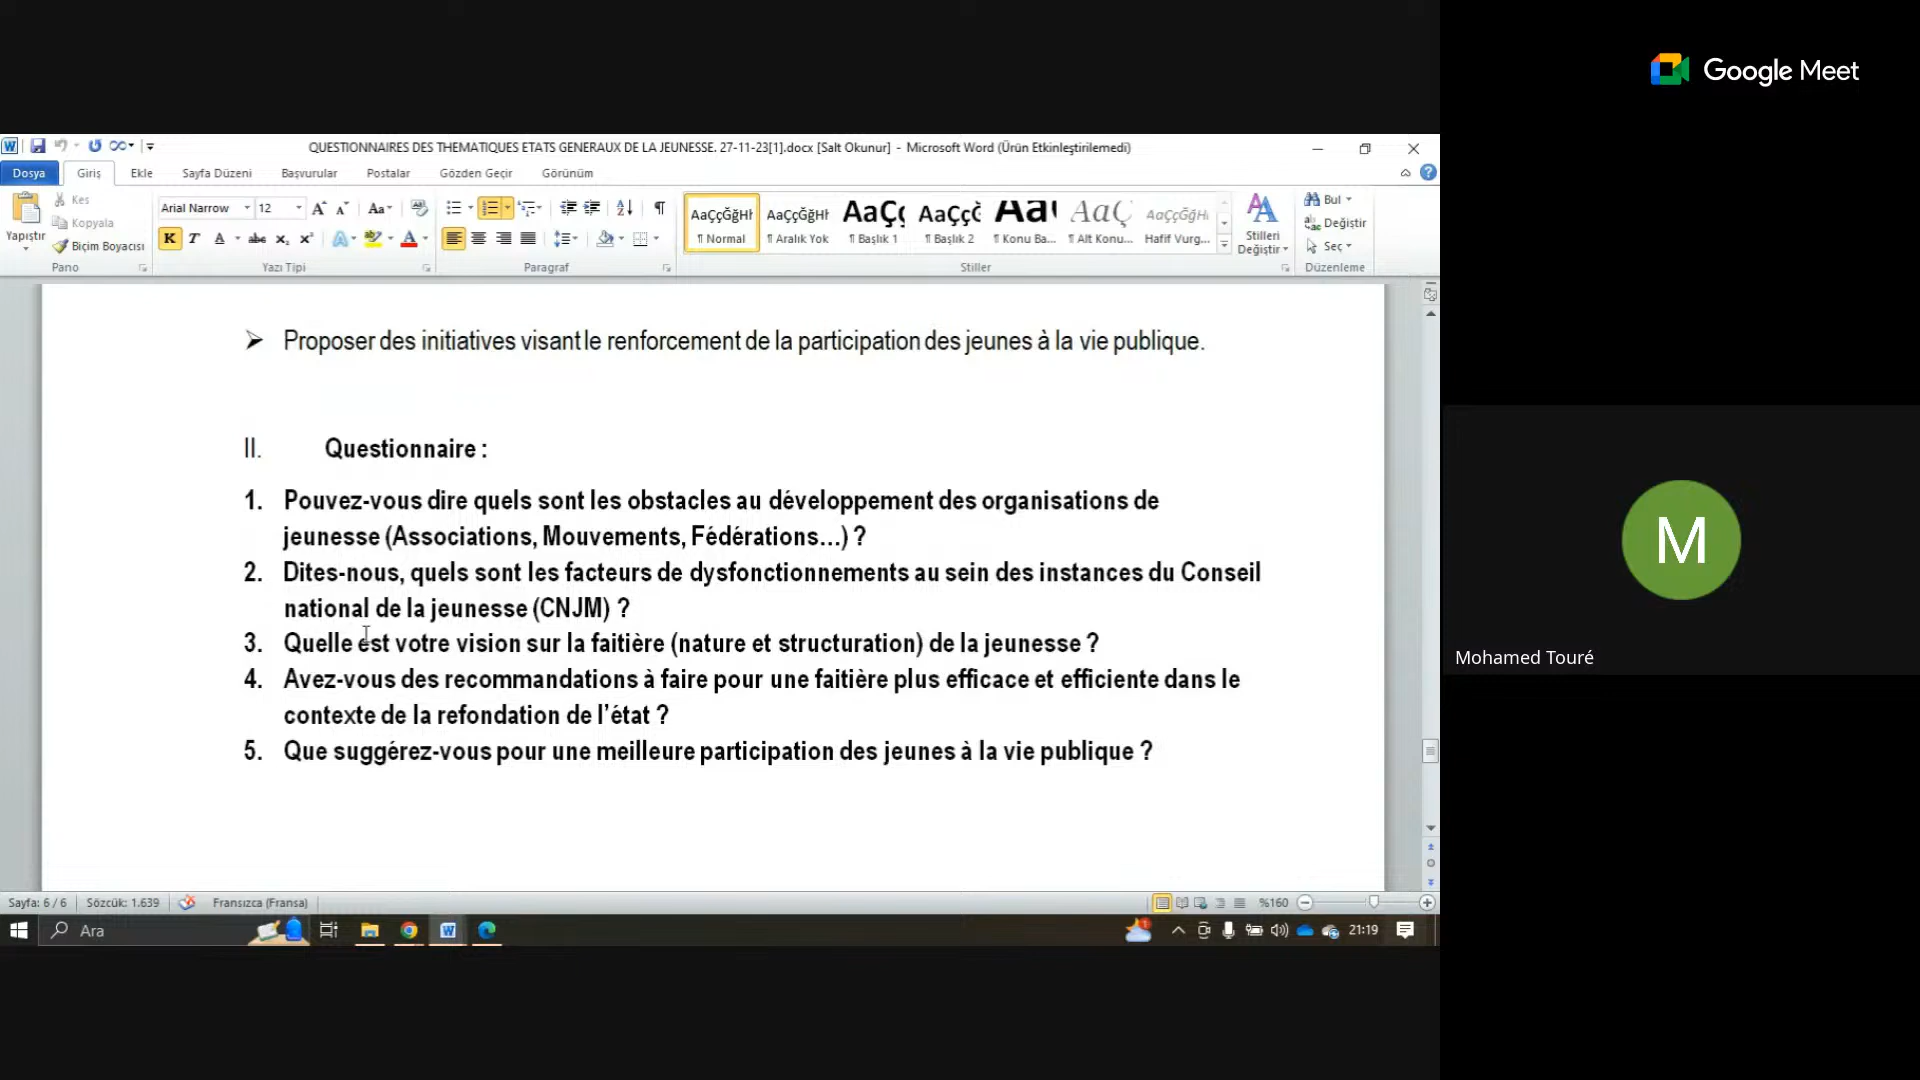 Google Meet
QUESTIONNAIRES DES THEMATIQUES ETATS GENERAUX DE LA JEUNESSE. 27-11-23[1].docx [Salt Okunur] - Microsoft Word (Ürün Etkinleştirilemedi)
Dosya Giriş Ekle Sayfa Düzeni Başvurular Postalar Gözden Geçir Görünüm
Yapıştır
Kes
Kopyala
Biçim Boyacısı
Pano
Arial Narrow 12
Yazı Tipi
Paragraf
AaÇçĞğHł AaÇçĞğHł AaÇç AaÇçĞ AaI AaÇ AaÇçĞğHı
¶ Normal ¶ Aralık Yok ¶ Başlık 1 ¶ Başlık 2 ¶ Konu Ba... ¶ Alt Konu... Hafif Vurg...
Stiller
Stilleri
Değiştir
Bul
Değiştir
Seç
Düzenleme
➢ Proposer des initiatives visant le renforcement de la participation des jeunes à la vie publique.
II. Questionnaire :
1. Pouvez-vous dire quels sont les obstacles au développement des organisations de
jeunesse (Associations, Mouvements, Fédérations…) ?
2. Dites-nous, quels sont les facteurs de dysfonctionnements au sein des instances du Conseil
national de la jeunesse (CNJM) ?
3. Quelle est votre vision sur la faitière (nature et structuration) de la jeunesse ?
4. Avez-vous des recommandations à faire pour une faitière plus efficace et efficiente dans le
contexte de la refondation de l’état ?
5. Que suggérez-vous pour une meilleure participation des jeunes à la vie publique ?
Sayfa: 6 / 6 Sözcük: 1.639 Fransızca (Fransa) %160
Ara
21:19
M
Mohamed Touré